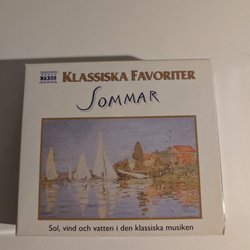 NAXOS
KLASSISKA FAVORITER
SOMMAR
Sol, vind och vatten i den klassiska musiken